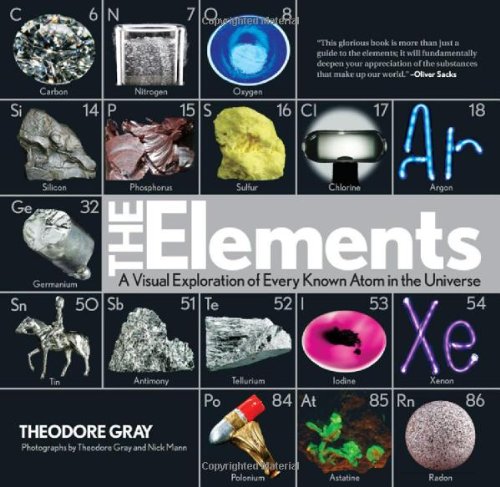 C 6 N 7 O 8
"This glorious book is more than just a
guide to the elements; it will fundamentally
deepen your appreciation of the substances
that make up our world." –Oliver Sacks
Carbon Nitrogen Oxygen
Si 14 P 15 S 16 Cl 17 18
Ar
Silicon Phosphorus Sulfur Chlorine Argon
Ge 32
THE Elements
A Visual Exploration of Every Known Atom in the Universe
Germanium
Sn 50 Sb 51 Te 52 I 53 54
Xe
Tin Antimony Tellurium Iodine Xenon
Po 84 At 85 Rn 86
THEODORE GRAY
Photographs by Theodore Gray and Nick Mann
Polonium Astatine Radon
Copyrighted Material
Copyrighted Material